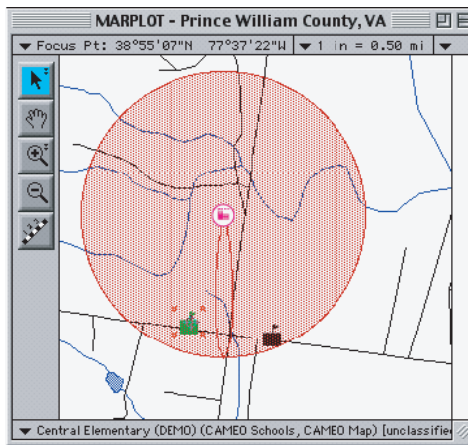 MARPLOT - Prince William County, VA
Focus Pt: 38°55'07"N 77°37'22"W 1 in = 0.50 mi
Central Elementary (DEMO) (CAMEO Schools, CAMEO Map) [unclassifie